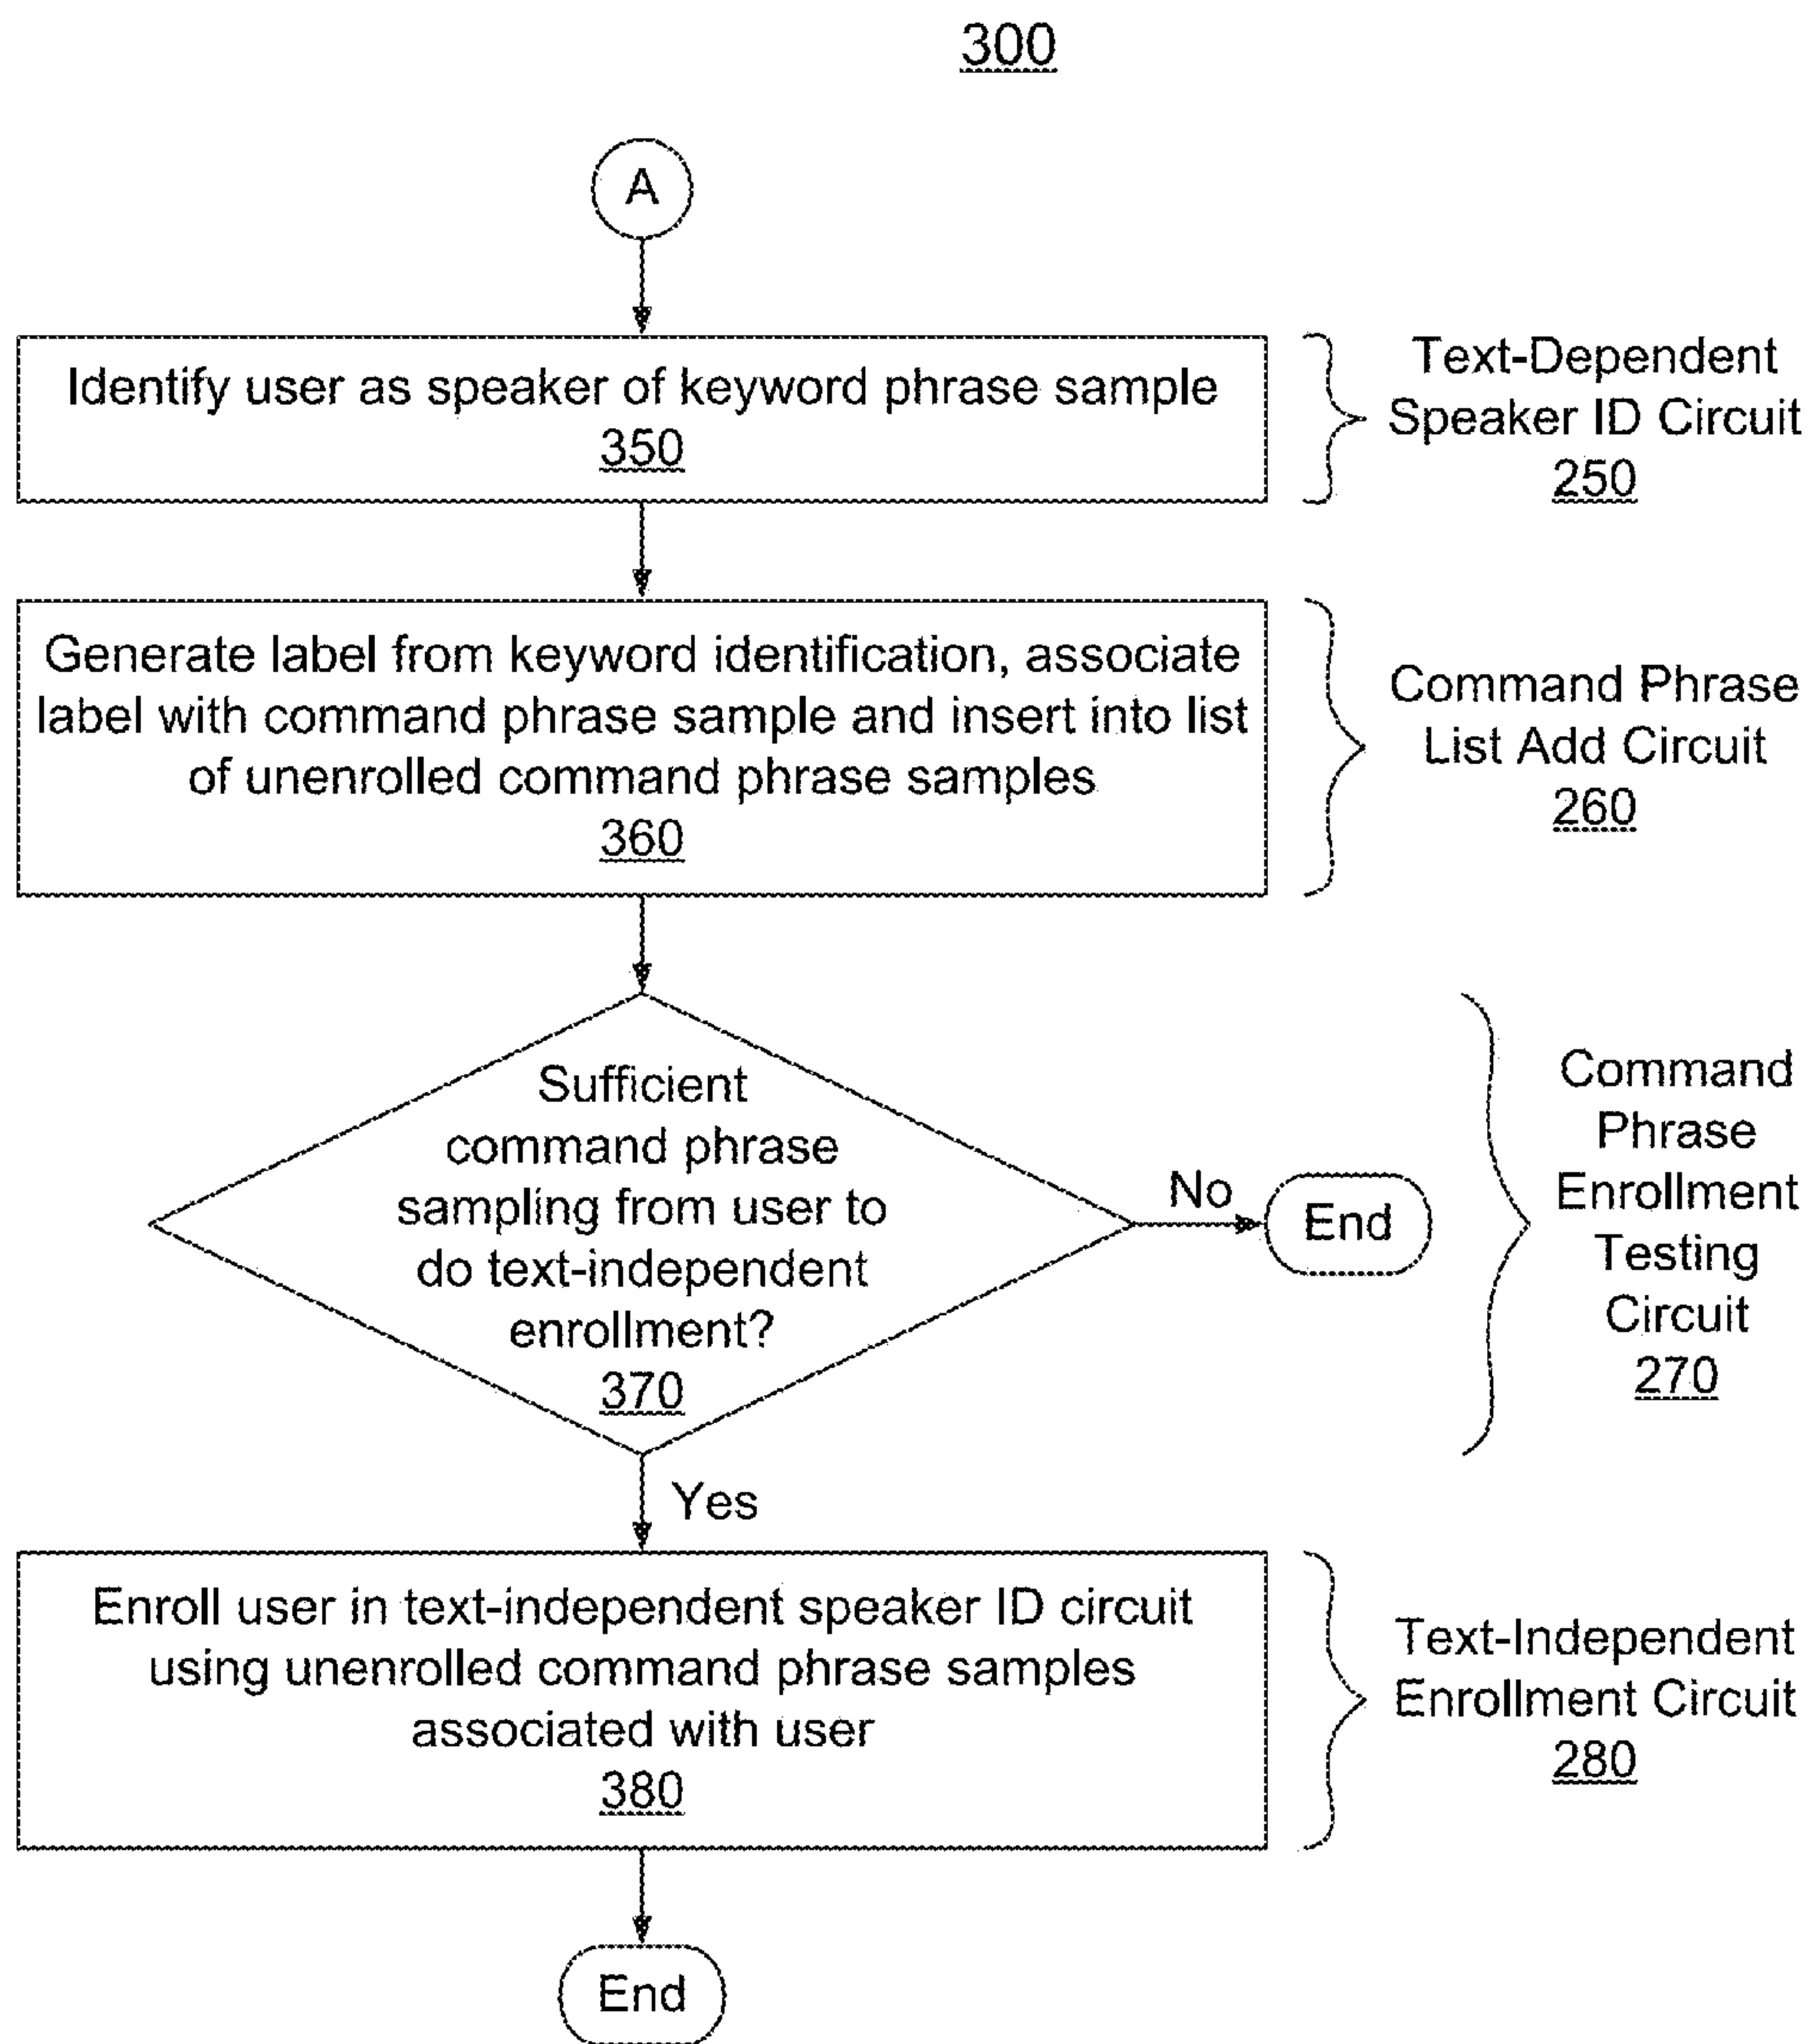 300
A
Identify user as speaker of keyword phrase sample
350
Text-Dependent
Speaker ID Circuit
250
Generate label from keyword identification, associate
label with command phrase sample and insert into list
of unenrolled command phrase samples
360
Command Phrase
List Add Circuit
260
Sufficient
command phrase
sampling from user to
do text-independent
enrollment?
370
No
End
Command
Phrase
Enrollment
Testing
Circuit
270
Yes
Enroll user in text-independent speaker ID circuit
using unenrolled command phrase samples
associated with user
380
Text-Independent
Enrollment Circuit
280
End